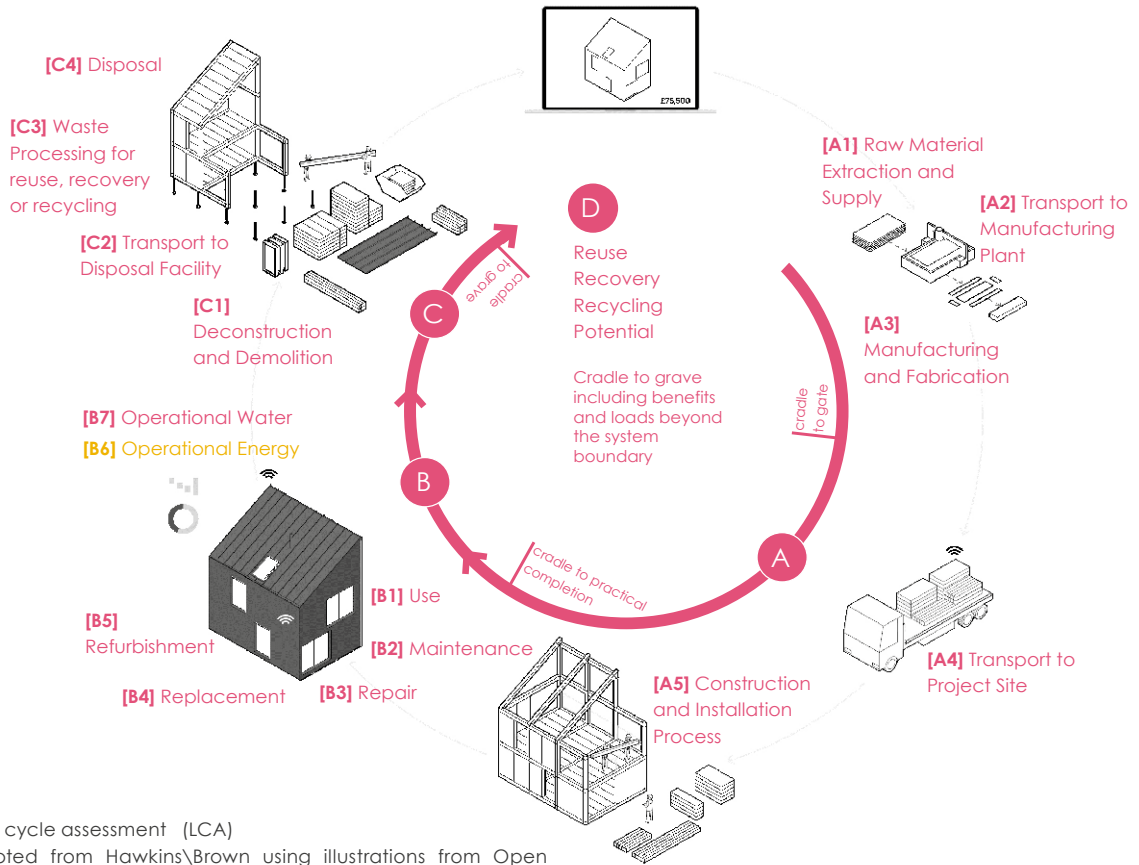 £75,500
[C4] Disposal
[C3] Waste
Processing for
reuse, recovery
or recycling
[C2] Transport to
Disposal Facility
[C1]
Deconstruction
and Demolition
[A1] Raw Material
Extraction and
Supply
[A2] Transport to
Manufacturing
Plant
[A3]
Manufacturing
and Fabrication
D
Reuse
Recovery
Recycling
Potential
Cradle to grave
including benefits
and loads beyond
the system
boundary
cradle
to grave
C
cradle
to gate
B
A
cradle to practical
completion
[B7] Operational Water
[B6] Operational Energy
[B1] Use
[B5]
Refurbishment
[B2] Maintenance
[B4] Replacement
[B3] Repair
[A4] Transport to
Project Site
[A5] Construction
and Installation
Process
cycle assessment (LCA)
pted from Hawkins\Brown using illustrations from Open